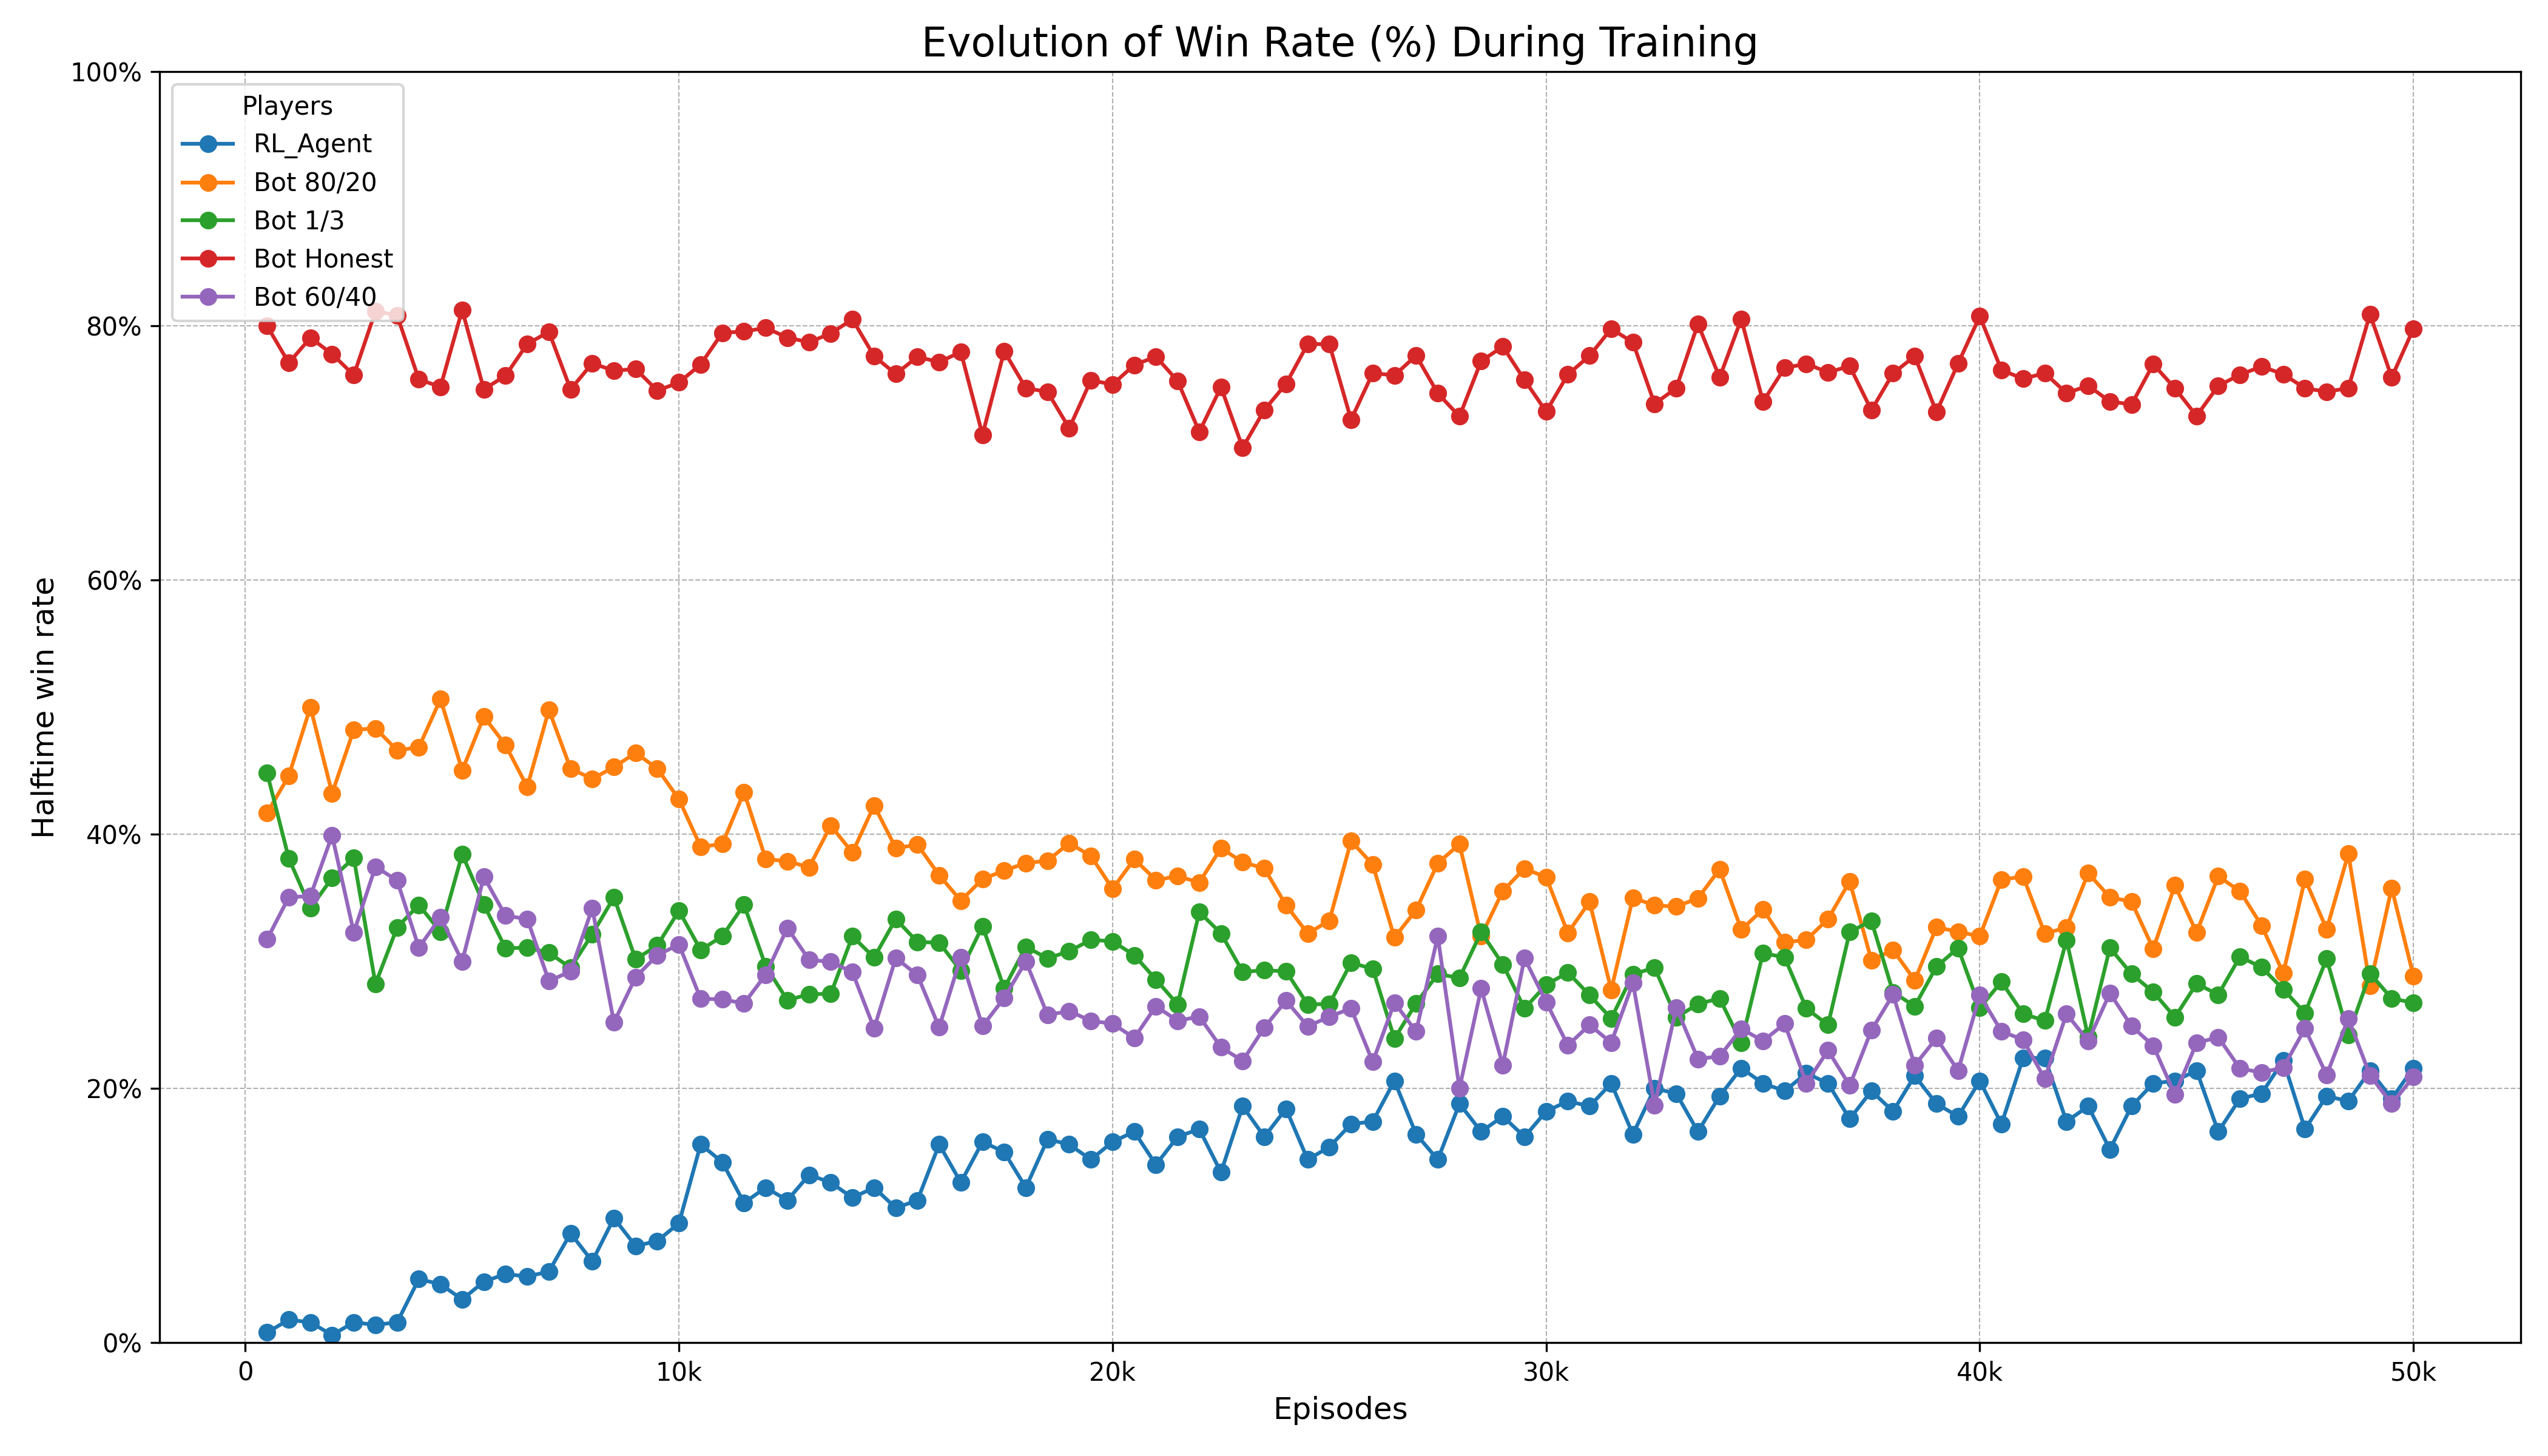 Evolution of Win Rate (%) During Training
100%
80%
60%
40%
20%
0%
Halftime win rate
Players
RL_Agent
Bot 80/20
Bot 1/3
Bot Honest
Bot 60/40
0
10k
20k
30k
40k
50k
Episodes